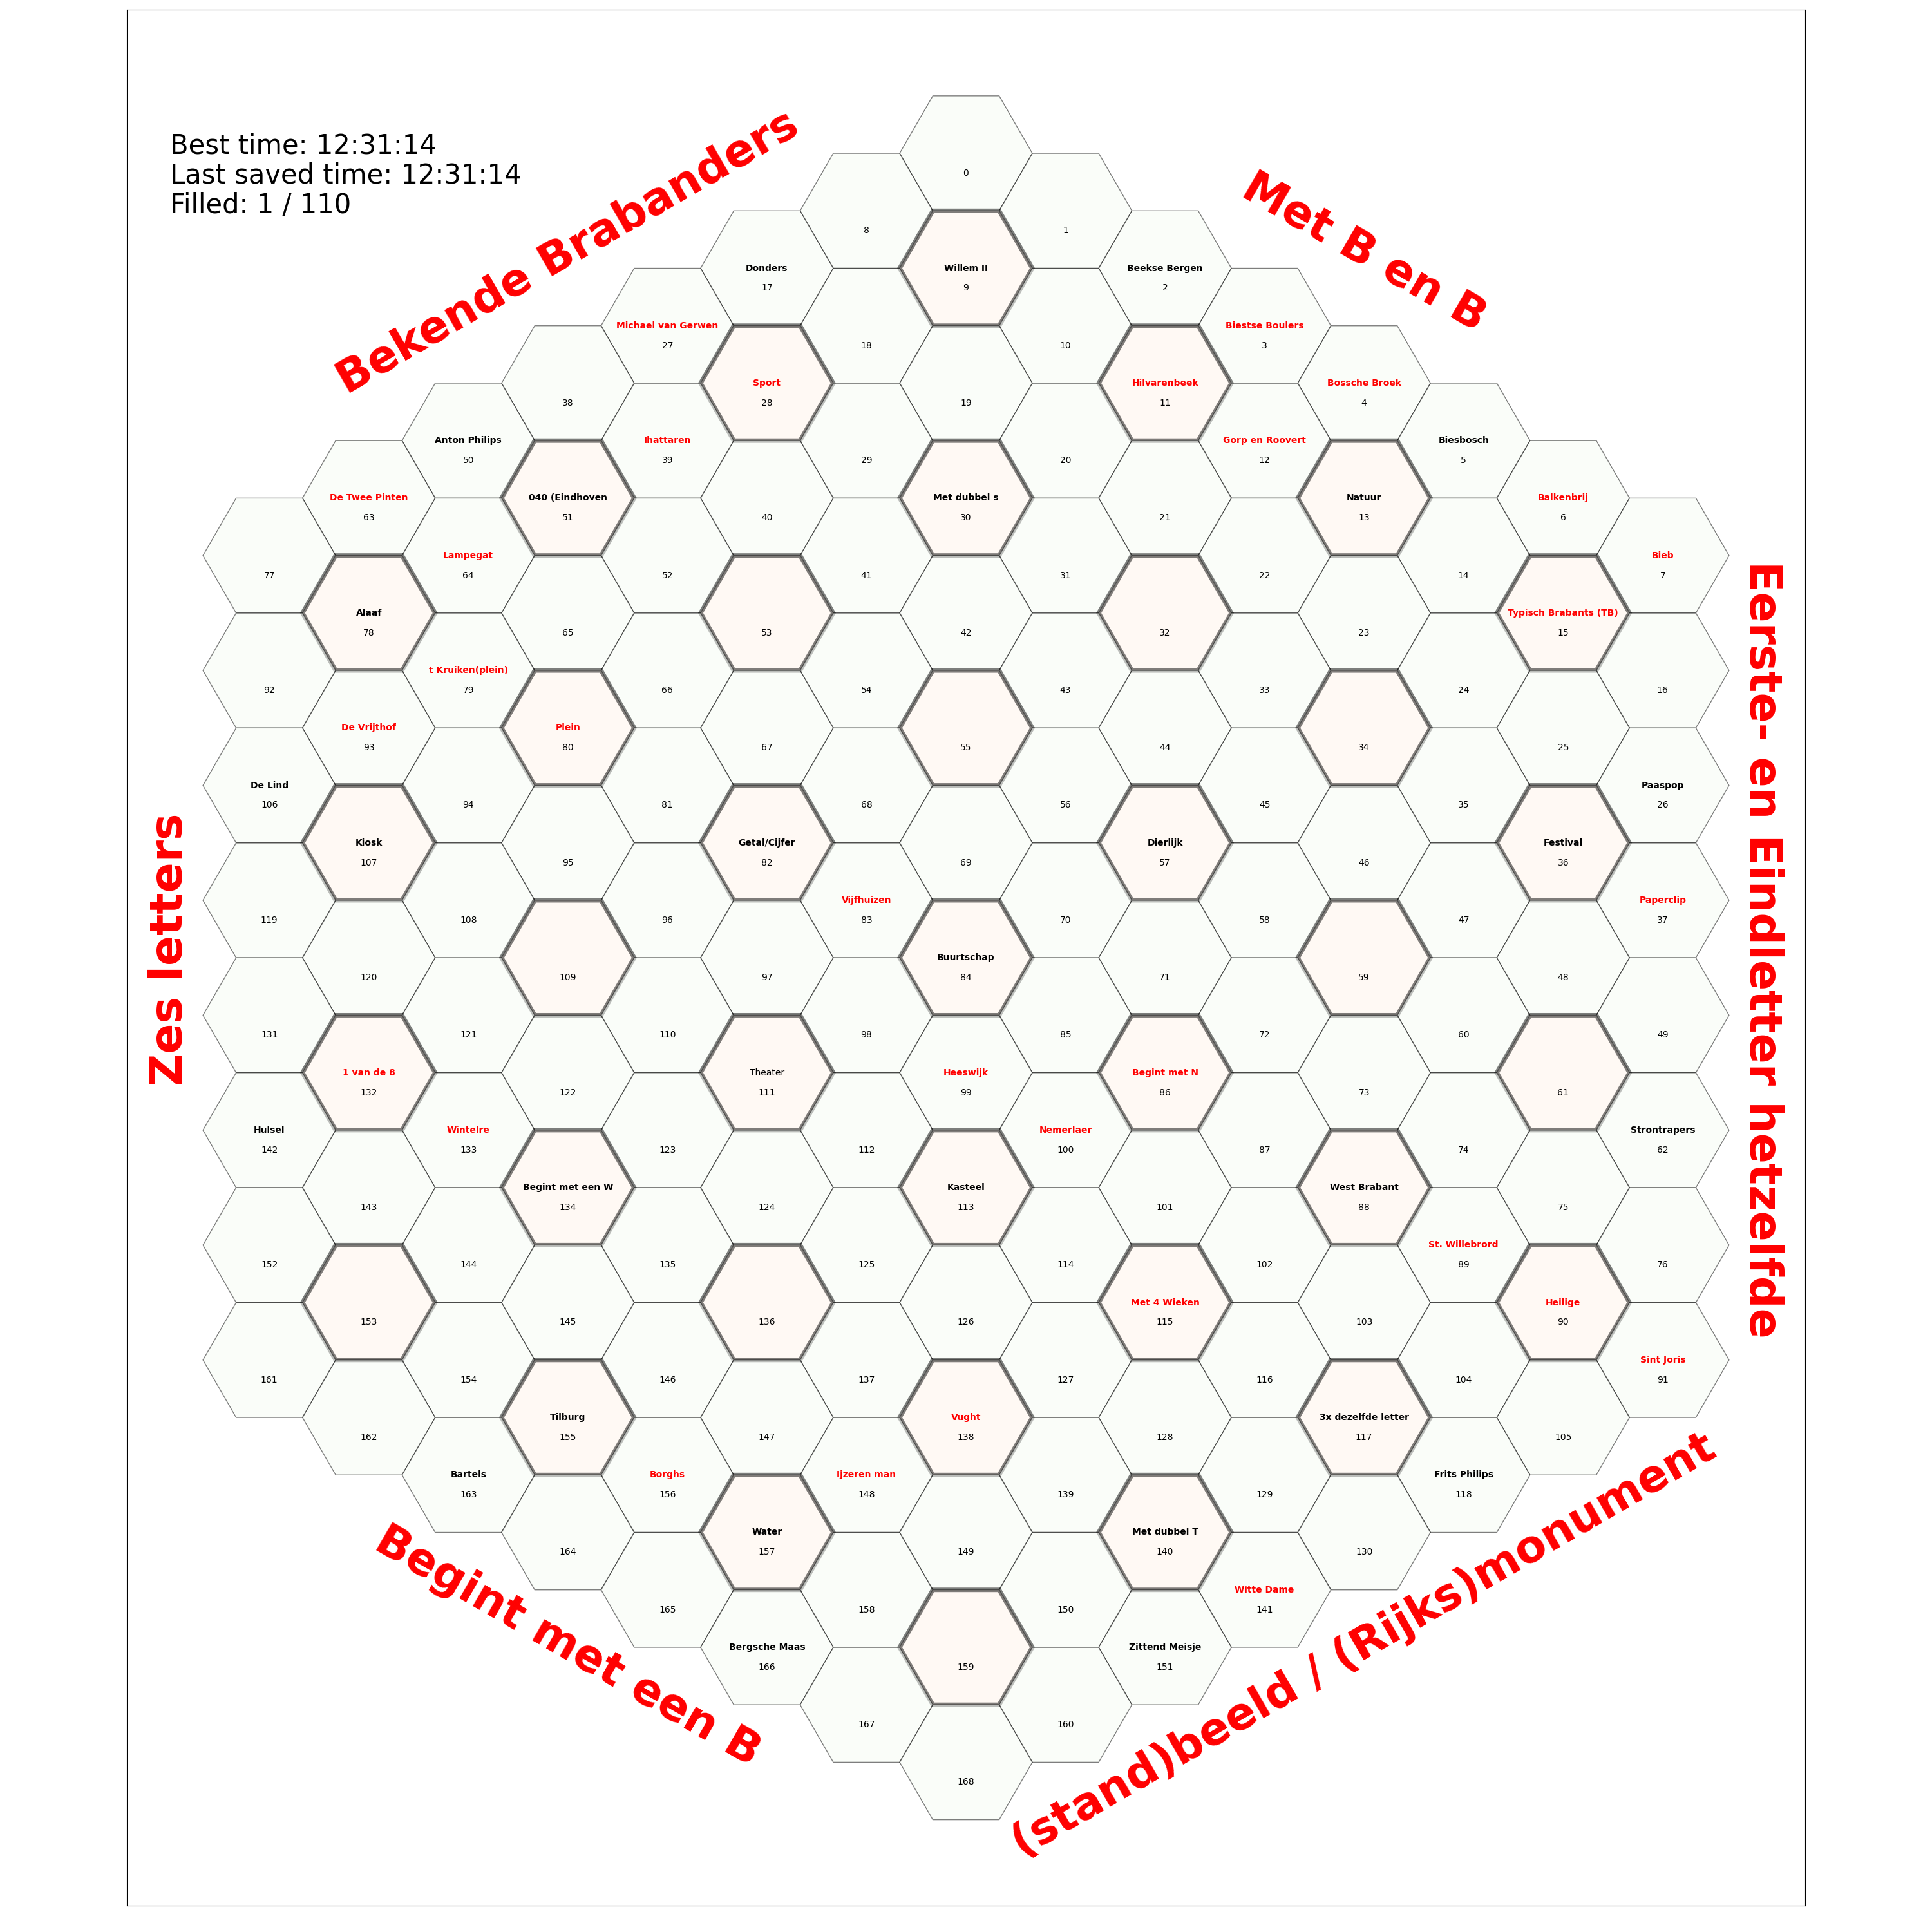 Best time: 12:31:14
Last saved time: 12:31:14
Filled: 1 / 110
Bekende Brabanders
Met B en B
Eerste- en Eindletter hetzelfde
Zes letters
Begint met een B
(stand)beeld / (Rijks)monument
0
8
1
Donders
17
Willem II
9
Beekse Bergen
2
Michael van Gerwen
27
18
10
Biestse Boulers
3
38
Sport
28
19
Hilvarenbeek
11
Bossche Broek
4
Anton Philips
50
Ihattaren
39
29
20
Gorp en Roovert
12
Biesbosch
5
De Twee Pinten
63
040 (Eindhoven
51
40
Met dubbel s
30
21
Natuur
13
Balkenbrij
6
77
Lampegat
64
52
41
31
22
14
Bieb
7
Alaaf
78
65
53
42
32
23
Typisch Brabants (TB)
15
92
t Kruiken(plein)
79
66
54
43
33
24
16
De Vrijthof
93
Plein
80
67
55
44
34
25
De Lind
106
94
81
68
56
45
35
Paaspop
26
Kiosk
107
95
Getal/Cijfer
82
69
Dierlijk
57
46
Festival
36
119
108
96
Vijfhuizen
83
70
58
47
Paperclip
37
120
109
97
Buurtschap
84
71
59
48
131
121
110
98
85
72
60
49
1 van de 8
132
122
Theater
111
Heeswijk
99
Begint met N
86
73
61
Hulsel
142
Wintelre
133
123
112
Nemerlaer
100
87
74
Strontrapers
62
143
Begint met een W
134
124
Kasteel
113
101
West Brabant
88
75
152
144
135
125
114
102
St. Willebrord
89
76
153
145
136
126
Met 4 Wieken
115
103
Heilige
90
161
154
146
137
127
116
104
Sint Joris
91
162
Tilburg
155
147
Vught
138
128
3x dezelfde letter
117
105
Bartels
163
Borghs
156
Ijzeren man
148
139
129
Frits Philips
118
164
Water
157
149
Met dubbel T
140
130
165
158
150
Witte Dame
141
Bergsche Maas
166
159
Zittend Meisje
151
167
160
168